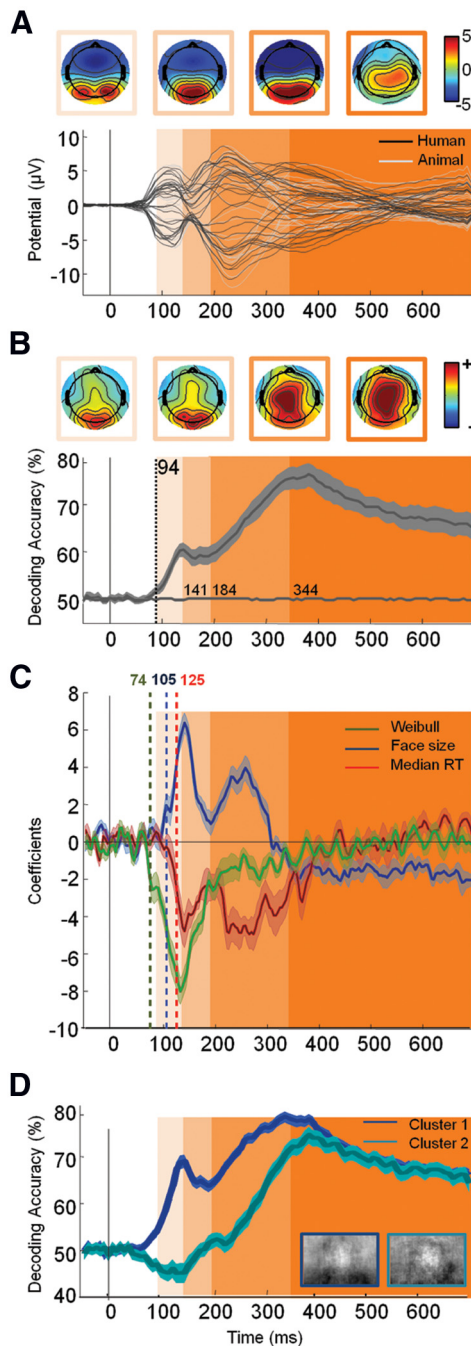 A
5
0
-5
Human
Animal
10
5
0
-5
-10
Potential (µV)
0 100 200 300 400 500 600
B
+
-
80
70
60
50
Decoding Accuracy (%)
94
141 184 344
0 100 200 300 400 500 600
C
74 105 125
Weibull
Face size
Median RT
8
6
4
2
0
-2
-4
-6
-8
-10
Coefficients
0 100 200 300 400 500 600
D
Cluster 1
Cluster 2
80
70
60
50
40
Decoding Accuracy (%)
0 100 200 300 400 500 600
Time (ms)